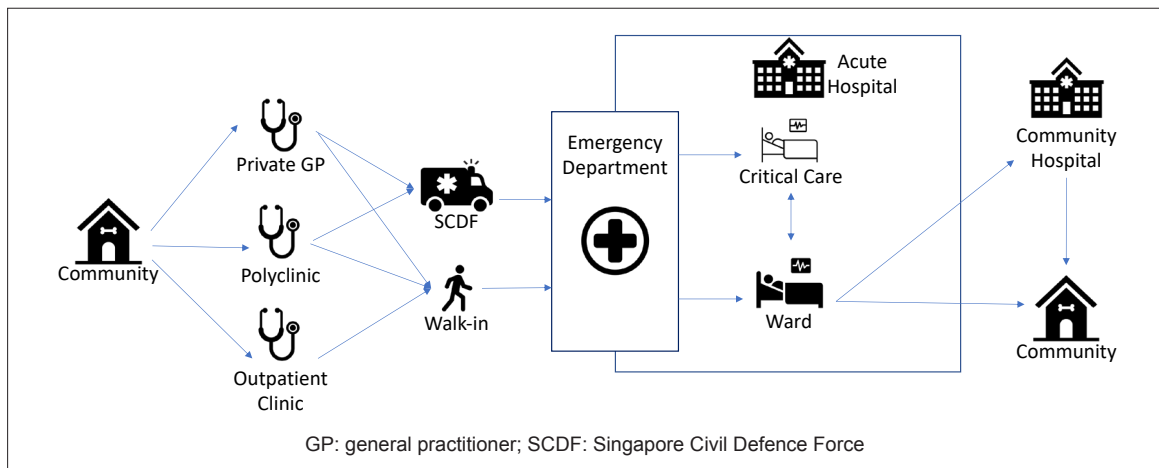 Community
Private GP
Polyclinic
Outpatient
Clinic
SCDF
Walk-in
Emergency
Department
Acute
Hospital
Critical Care
Ward
Community
Hospital
Community
GP: general practitioner; SCDF: Singapore Civil Defence Force